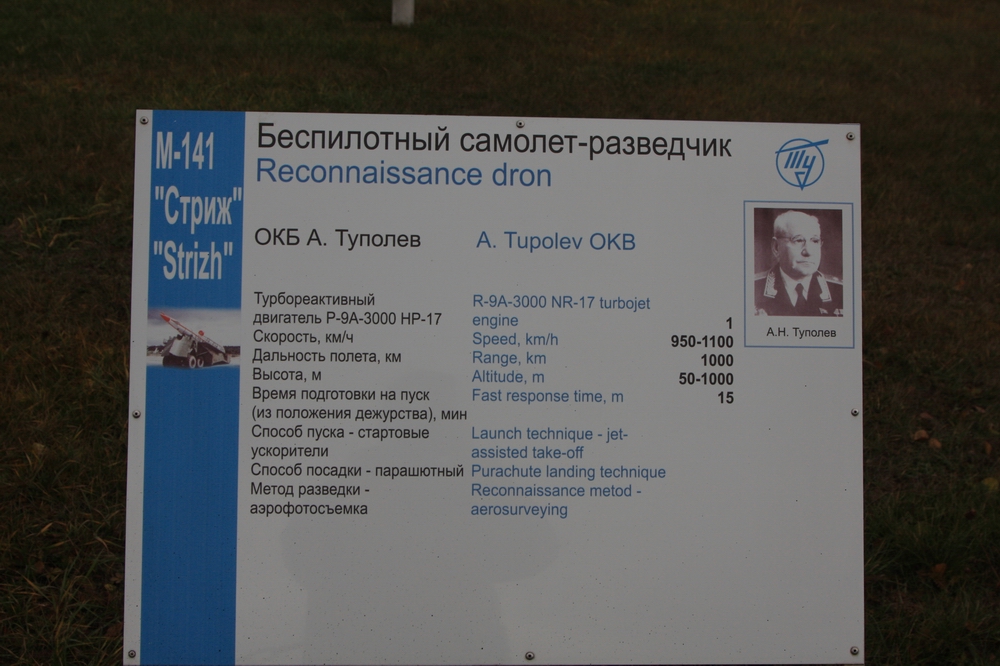 М-141
"Стриж"
"Strizh"
Беспилотный самолет-разведчик
Reconnaissance dron
ОКБ А. Туполев
A. Tupolev OKB
Турбореактивный
двигатель Р-9А-3000 НР-17
Скорость, км/ч
Дальность полета, км
Высота, м
Время подготовки на пуск
(из положения дежурства), мин
Способ пуска - стартовые
ускорители
Способ посадки - парашютный
Метод разведки -
аэрофотосъемка
R-9A-3000 NR-17 turbojet
engine
Speed, km/h
Range, km
Altitude, m
Fast response time, m
Launch technique - jet-
assisted take-off
Parachute landing technique
Reconnaissance metod -
aerosurveying
1
950-1100
1000
50-1000
15
Ту
А.Н. Туполев